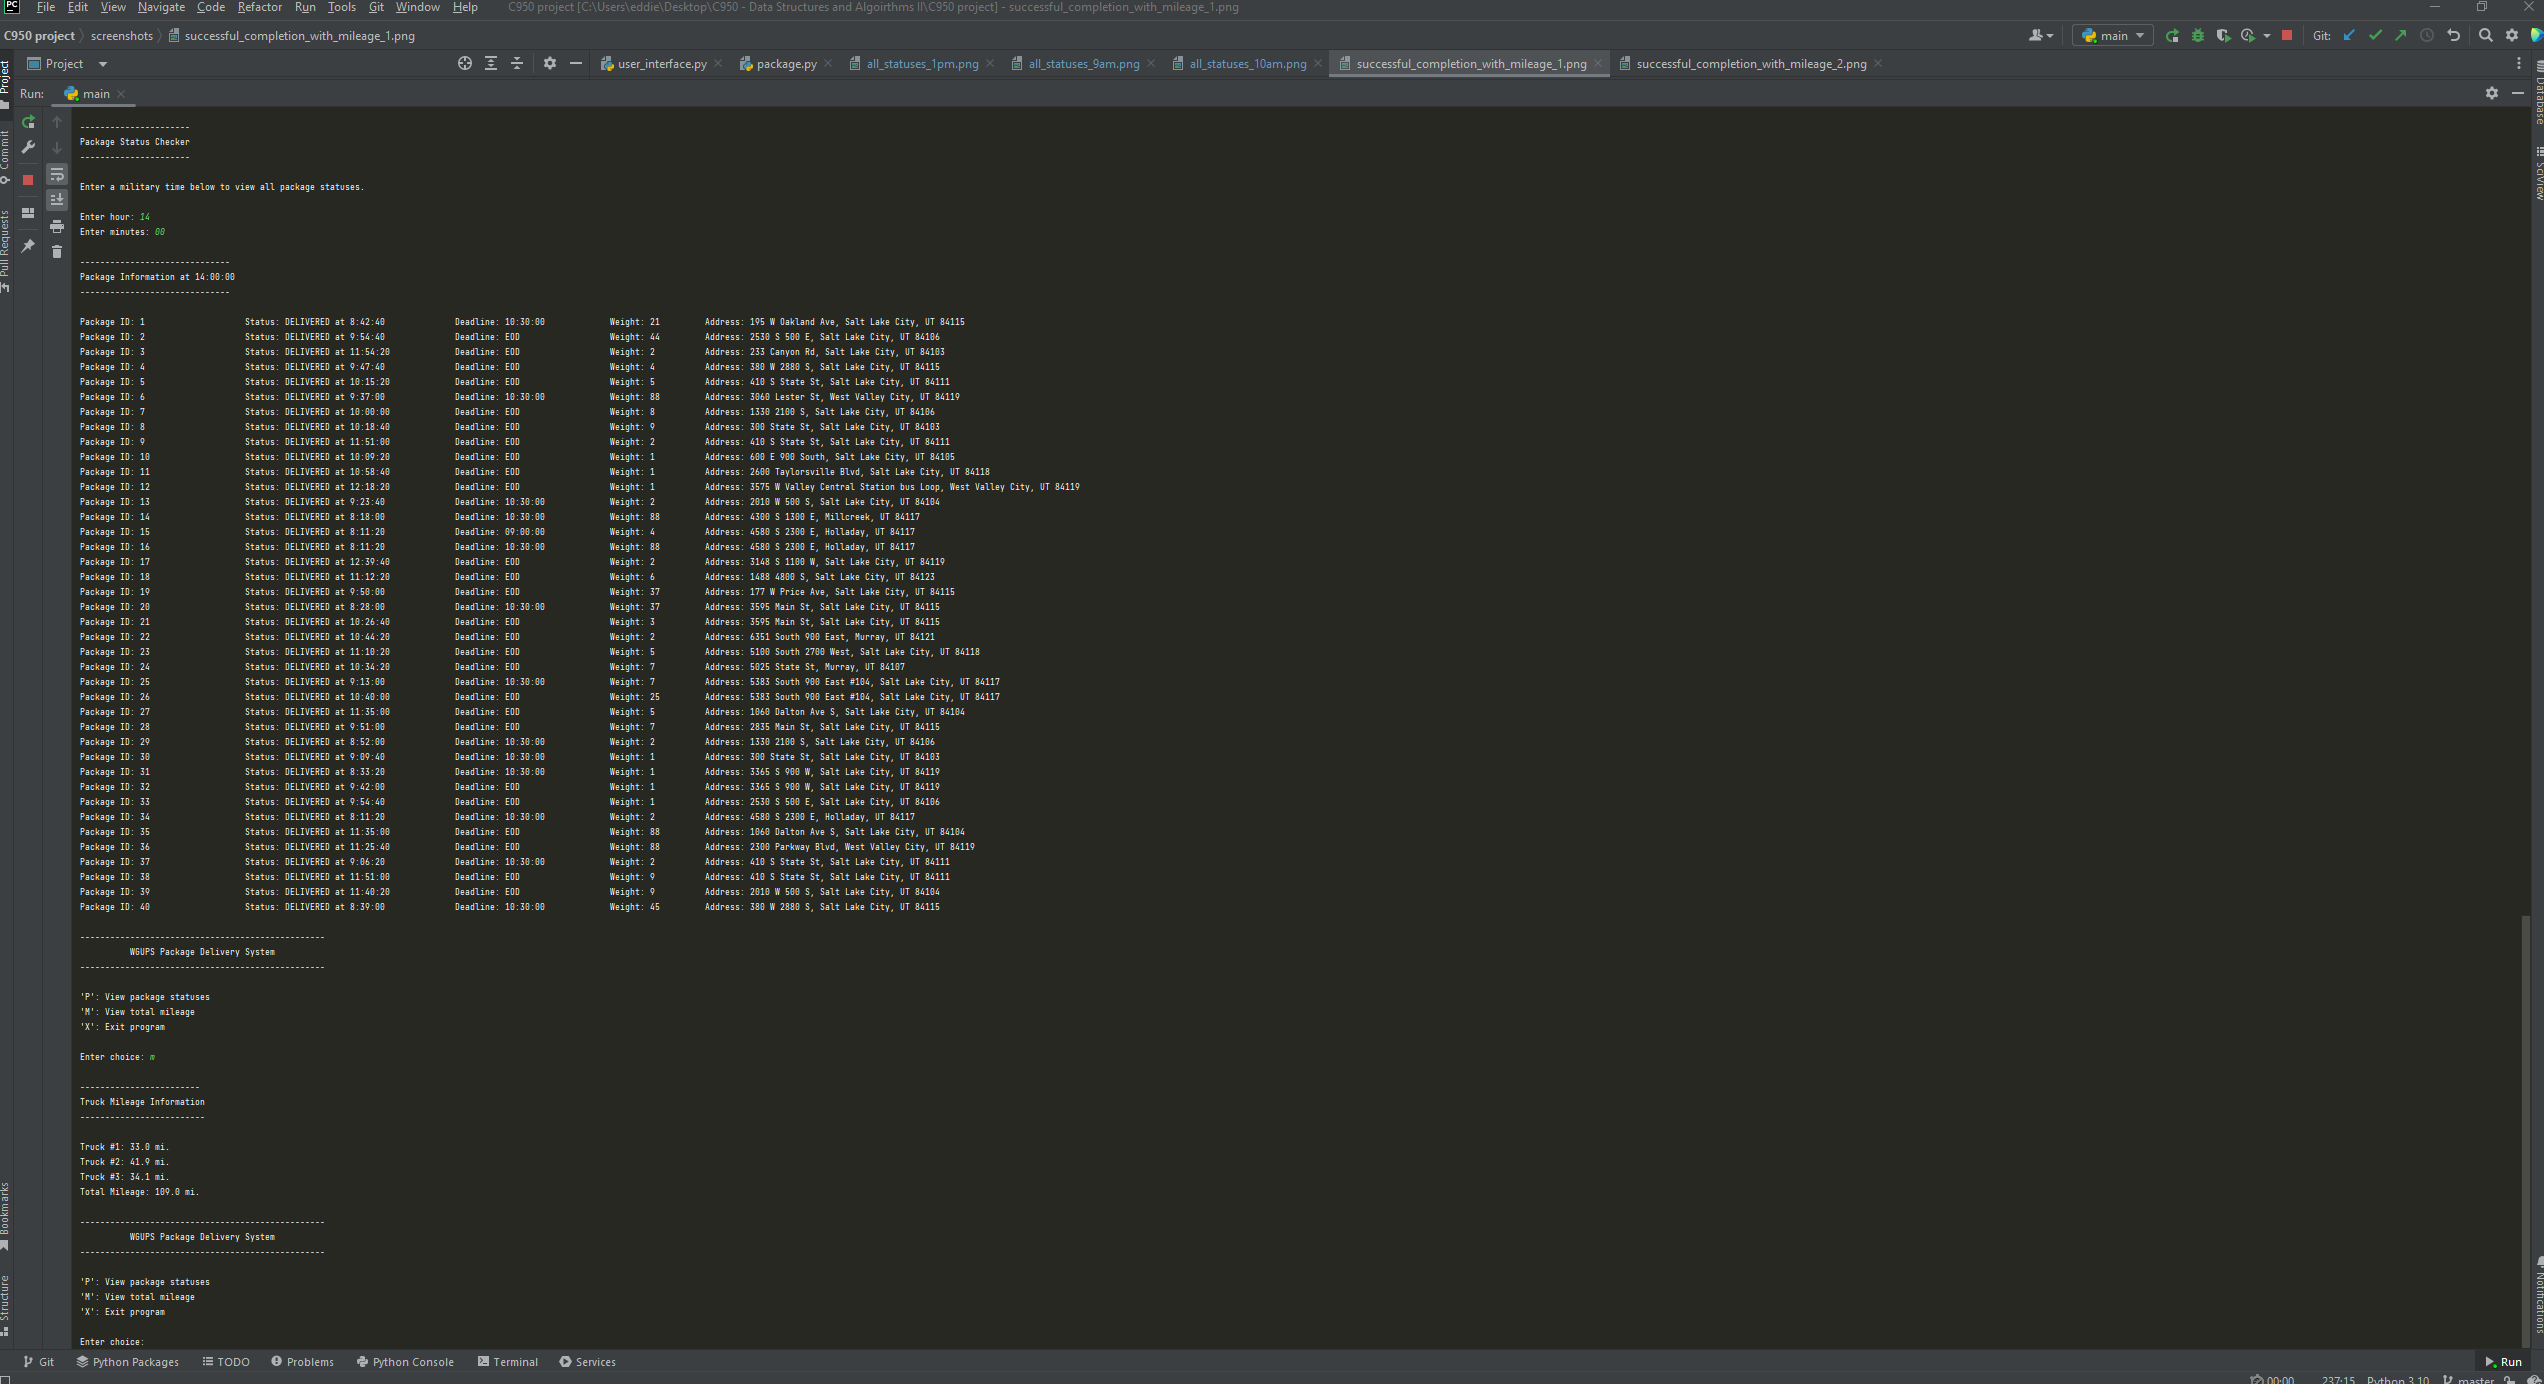 PC File Edit View Navigate Code Refactor Run Tools Git Window Help C950 project [C:\Users\eddie\Desktop\C950 - Data Structures and Algoirthms II\C950 project] - successful_completion_with_mileage_1.png
C950 project screenshots successful_completion_with_mileage_1.png main Git:
Project user_interface.py package.py all_statuses_1pm.png all_statuses_9am.png all_statuses_10am.png successful_completion_with_mileage_1.png successful_completion_with_mileage_2.png
Run: main
Project
Commit
Pull Requests
Bookmarks
Structure
Database
SciView
Notifications
----------------------
Package Status Checker
----------------------
Enter a military time below to view all package statuses.
Enter hour: 14
Enter minutes: 00
------------------------------
Package Information at 14:00:00
------------------------------
Package ID: 1 Status: DELIVERED at 8:42:40 Deadline: 10:30:00 Weight: 21 Address: 195 W Oakland Ave, Salt Lake City, UT 84115
Package ID: 2 Status: DELIVERED at 9:54:40 Deadline: EOD Weight: 44 Address: 2530 S 500 E, Salt Lake City, UT 84106
Package ID: 3 Status: DELIVERED at 11:54:20 Deadline: EOD Weight: 2 Address: 233 Canyon Rd, Salt Lake City, UT 84103
Package ID: 4 Status: DELIVERED at 9:47:40 Deadline: EOD Weight: 4 Address: 380 W 2880 S, Salt Lake City, UT 84115
Package ID: 5 Status: DELIVERED at 10:15:20 Deadline: EOD Weight: 5 Address: 410 S State St, Salt Lake City, UT 84111
Package ID: 6 Status: DELIVERED at 9:37:00 Deadline: 10:30:00 Weight: 88 Address: 3060 Lester St, West Valley City, UT 84119
Package ID: 7 Status: DELIVERED at 10:00:00 Deadline: EOD Weight: 8 Address: 1330 2100 S, Salt Lake City, UT 84106
Package ID: 8 Status: DELIVERED at 10:18:40 Deadline: EOD Weight: 9 Address: 300 State St, Salt Lake City, UT 84103
Package ID: 9 Status: DELIVERED at 11:51:00 Deadline: EOD Weight: 2 Address: 410 S State St, Salt Lake City, UT 84111
Package ID: 10 Status: DELIVERED at 10:09:20 Deadline: EOD Weight: 1 Address: 600 E 900 South, Salt Lake City, UT 84105
Package ID: 11 Status: DELIVERED at 10:58:40 Deadline: EOD Weight: 1 Address: 2600 Taylorsville Blvd, Salt Lake City, UT 84118
Package ID: 12 Status: DELIVERED at 12:18:20 Deadline: EOD Weight: 1 Address: 3575 W Valley Central Station bus Loop, West Valley City, UT 84119
Package ID: 13 Status: DELIVERED at 9:23:40 Deadline: 10:30:00 Weight: 2 Address: 2010 W 500 S, Salt Lake City, UT 84104
Package ID: 14 Status: DELIVERED at 8:18:00 Deadline: 10:30:00 Weight: 88 Address: 4300 S 1300 E, Millcreek, UT 84117
Package ID: 15 Status: DELIVERED at 8:11:20 Deadline: 09:00:00 Weight: 4 Address: 4580 S 2300 E, Holladay, UT 84117
Package ID: 16 Status: DELIVERED at 8:11:20 Deadline: 10:30:00 Weight: 88 Address: 4580 S 2300 E, Holladay, UT 84117
Package ID: 17 Status: DELIVERED at 12:39:40 Deadline: EOD Weight: 2 Address: 3148 S 1100 W, Salt Lake City, UT 84119
Package ID: 18 Status: DELIVERED at 11:12:20 Deadline: EOD Weight: 6 Address: 1488 4800 S, Salt Lake City, UT 84123
Package ID: 19 Status: DELIVERED at 9:50:00 Deadline: EOD Weight: 37 Address: 177 W Price Ave, Salt Lake City, UT 84115
Package ID: 20 Status: DELIVERED at 8:28:00 Deadline: 10:30:00 Weight: 37 Address: 3595 Main St, Salt Lake City, UT 84115
Package ID: 21 Status: DELIVERED at 10:26:40 Deadline: EOD Weight: 3 Address: 3595 Main St, Salt Lake City, UT 84115
Package ID: 22 Status: DELIVERED at 10:44:20 Deadline: EOD Weight: 2 Address: 6351 South 900 East, Murray, UT 84121
Package ID: 23 Status: DELIVERED at 11:10:20 Deadline: EOD Weight: 5 Address: 5100 South 2700 West, Salt Lake City, UT 84118
Package ID: 24 Status: DELIVERED at 10:34:20 Deadline: EOD Weight: 7 Address: 5025 State St, Murray, UT 84107
Package ID: 25 Status: DELIVERED at 9:13:00 Deadline: 10:30:00 Weight: 7 Address: 5383 South 900 East #104, Salt Lake City, UT 84117
Package ID: 26 Status: DELIVERED at 10:40:00 Deadline: EOD Weight: 25 Address: 5383 South 900 East #104, Salt Lake City, UT 84117
Package ID: 27 Status: DELIVERED at 11:35:00 Deadline: EOD Weight: 5 Address: 1060 Dalton Ave S, Salt Lake City, UT 84104
Package ID: 28 Status: DELIVERED at 9:51:00 Deadline: EOD Weight: 7 Address: 2835 Main St, Salt Lake City, UT 84115
Package ID: 29 Status: DELIVERED at 8:52:00 Deadline: 10:30:00 Weight: 2 Address: 1330 2100 S, Salt Lake City, UT 84106
Package ID: 30 Status: DELIVERED at 9:09:40 Deadline: 10:30:00 Weight: 1 Address: 300 State St, Salt Lake City, UT 84103
Package ID: 31 Status: DELIVERED at 8:33:20 Deadline: 10:30:00 Weight: 1 Address: 3365 S 900 W, Salt Lake City, UT 84119
Package ID: 32 Status: DELIVERED at 9:42:00 Deadline: EOD Weight: 1 Address: 3365 S 900 W, Salt Lake City, UT 84119
Package ID: 33 Status: DELIVERED at 9:54:40 Deadline: EOD Weight: 1 Address: 2530 S 500 E, Salt Lake City, UT 84106
Package ID: 34 Status: DELIVERED at 8:11:20 Deadline: 10:30:00 Weight: 2 Address: 4580 S 2300 E, Holladay, UT 84117
Package ID: 35 Status: DELIVERED at 11:35:00 Deadline: EOD Weight: 88 Address: 1060 Dalton Ave S, Salt Lake City, UT 84104
Package ID: 36 Status: DELIVERED at 11:25:40 Deadline: EOD Weight: 88 Address: 2300 Parkway Blvd, West Valley City, UT 84119
Package ID: 37 Status: DELIVERED at 9:06:20 Deadline: 10:30:00 Weight: 2 Address: 410 S State St, Salt Lake City, UT 84111
Package ID: 38 Status: DELIVERED at 11:51:00 Deadline: EOD Weight: 9 Address: 410 S State St, Salt Lake City, UT 84111
Package ID: 39 Status: DELIVERED at 11:40:20 Deadline: EOD Weight: 9 Address: 2010 W 500 S, Salt Lake City, UT 84104
Package ID: 40 Status: DELIVERED at 8:39:00 Deadline: 10:30:00 Weight: 45 Address: 380 W 2880 S, Salt Lake City, UT 84115
-------------------------------------------------
WGUPS Package Delivery System
-------------------------------------------------
'P': View package statuses
'M': View total mileage
'X': Exit program
Enter choice: m
------------------------
Truck Mileage Information
-------------------------
Truck #1: 33.0 mi.
Truck #2: 41.9 mi.
Truck #3: 34.1 mi.
Total Mileage: 109.0 mi.
-------------------------------------------------
WGUPS Package Delivery System
-------------------------------------------------
'P': View package statuses
'M': View total mileage
'X': Exit program
Enter choice:
Git Python Packages TODO Problems Python Console Terminal Services Run
00:00 237:15 Python 3.10 master